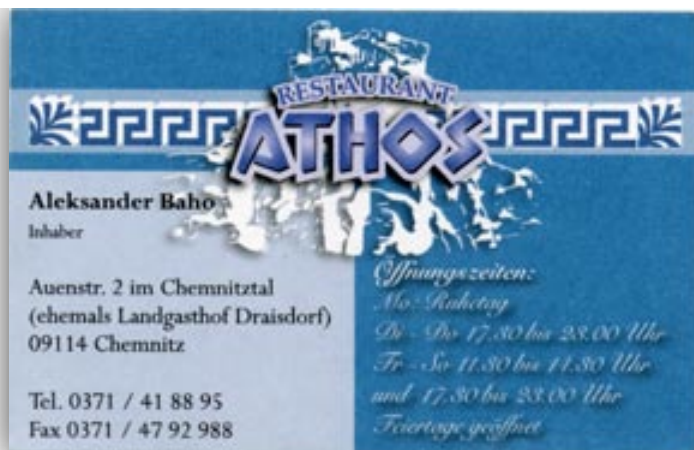 RESTAURANT
ATHOS
Aleksander Baho
Inhaber
Auenstr. 2 im Chemnitztal
(ehemals Landgasthof Draisdorf)
09114 Chemnitz
Tel. 0371 / 41 88 95
Fax 0371 / 47 92 988
Öffnungszeiten:
Mo: Ruhetag
Di - Do 17.30 bis 23.00 Uhr
Fr - So 11.30 bis 14.30 Uhr
und 17.30 bis 23.00 Uhr
Feiertage geöffnet